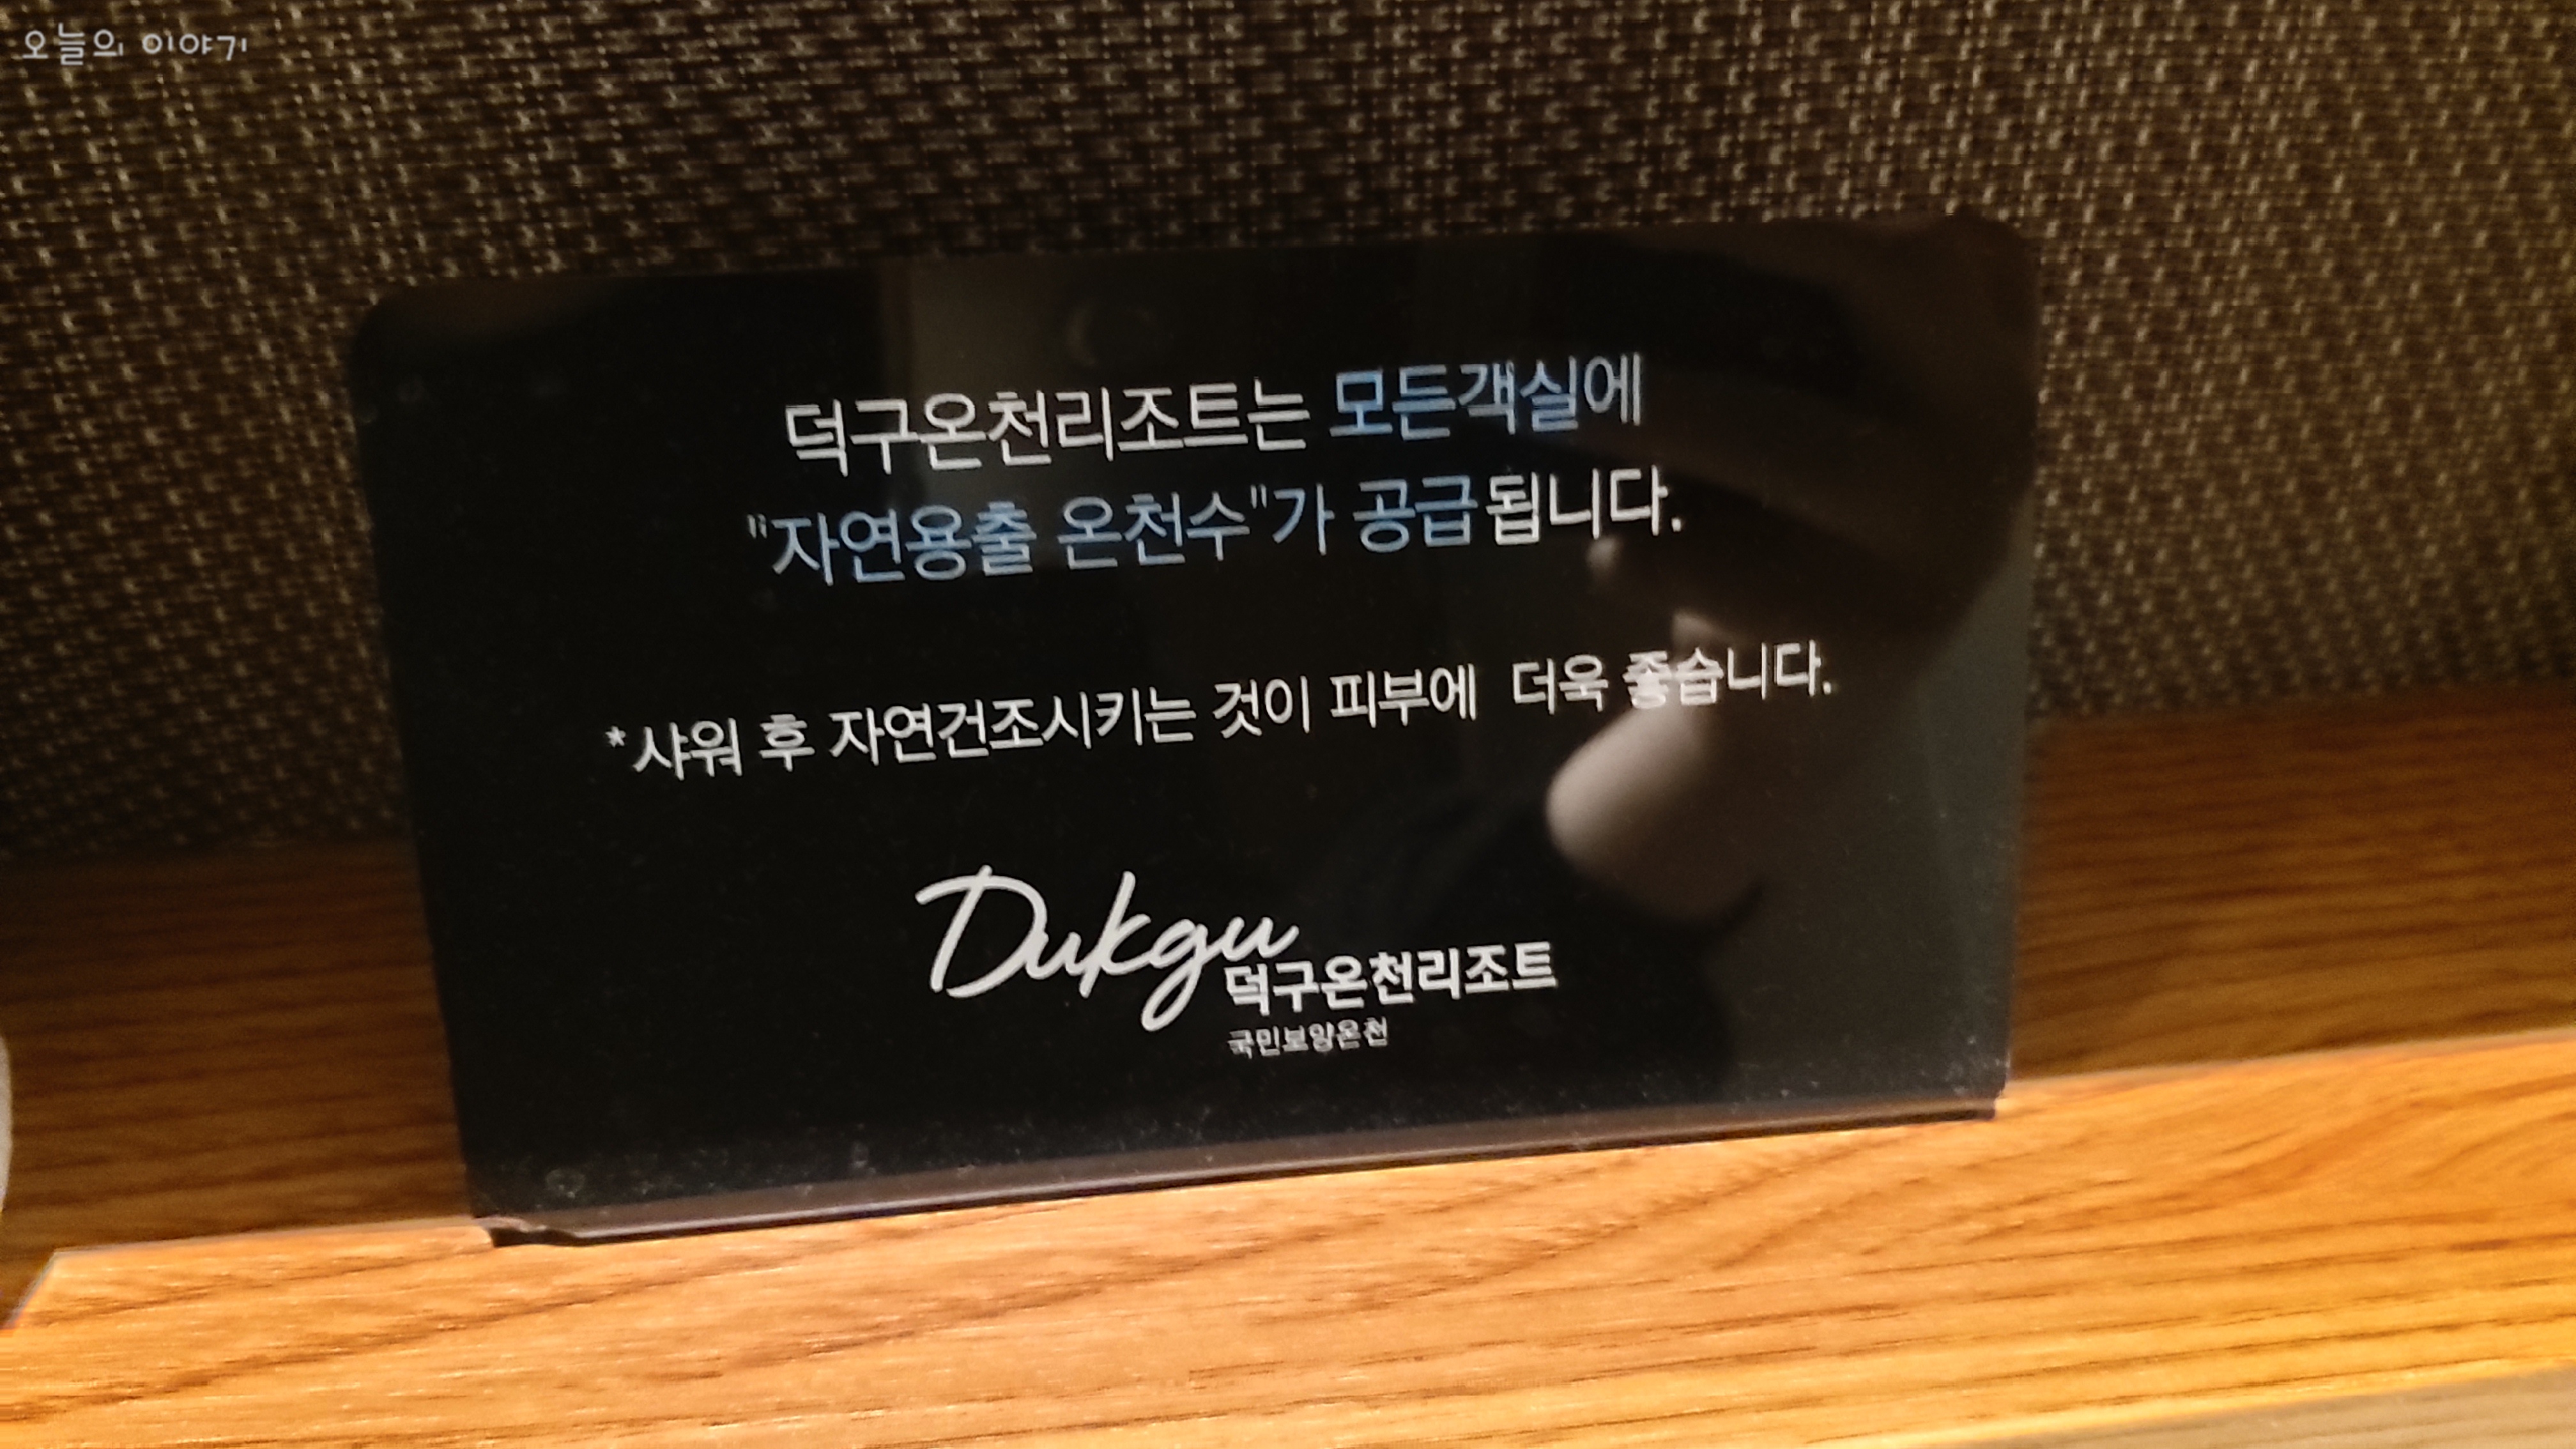 오늘의 이야기
덕구온천리조트는 모든객실에
"자연용출 온천수"가 공급됩니다.
*샤워 후 자연건조시키는 것이 피부에 더욱 좋습니다.
Dukgu
덕구온천리조트
국민보양온천